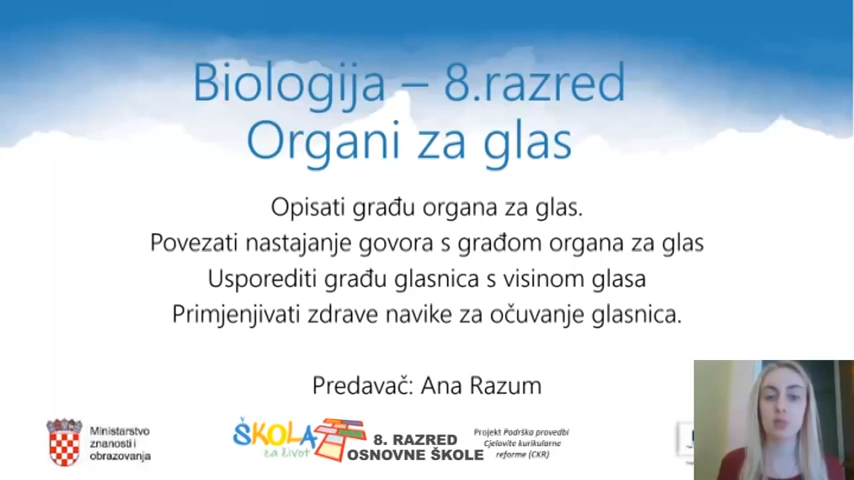 Biologija – 8.razred
Organi za glas
Opisati građu organa za glas.
Povezati nastajanje govora s građom organa za glas
Usporediti građu glasnica s visinom glasa
Primjenjivati zdrave navike za očuvanje glasnica.
Predavač: Ana Razum
Ministarstvo
znanosti i
obrazovanja
ŠKOLA
za život
8. RAZRED
OSNOVNE ŠKOLE
Projekt Podrška provedbi
Cjelovite kurikularne
reforme (CKR)